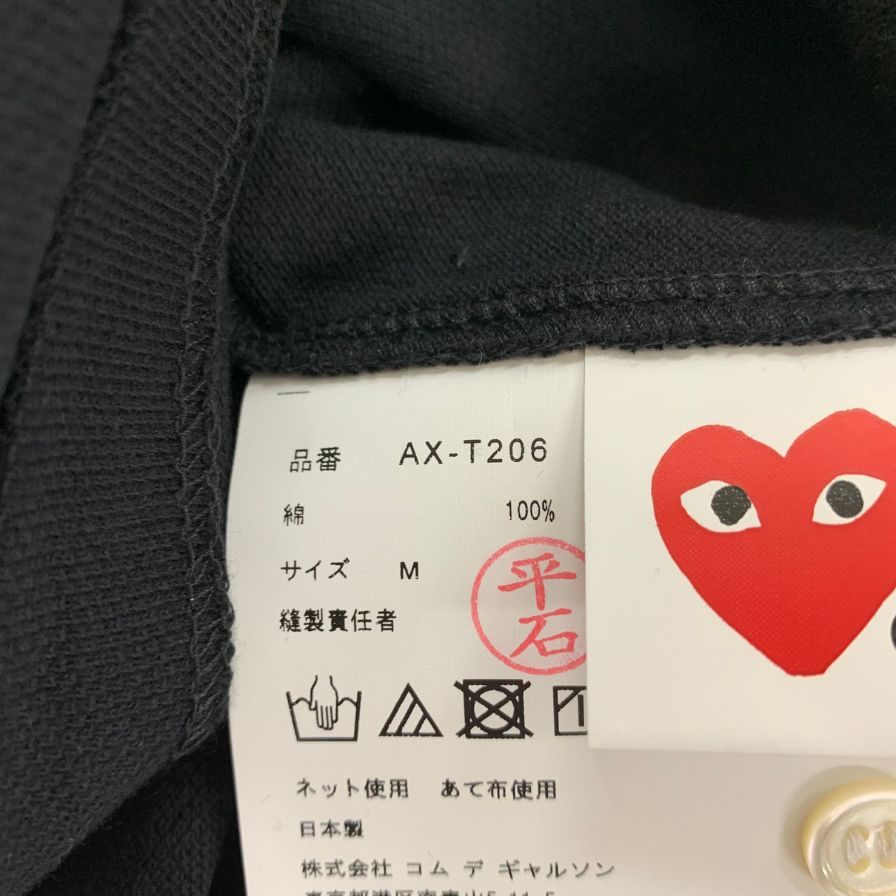 品番 AX-T206
綿 100%
サイズ M
縫製責任者
平石
ネット使用 あて布使用
日本製
株式会社 コム デ ギャルソン